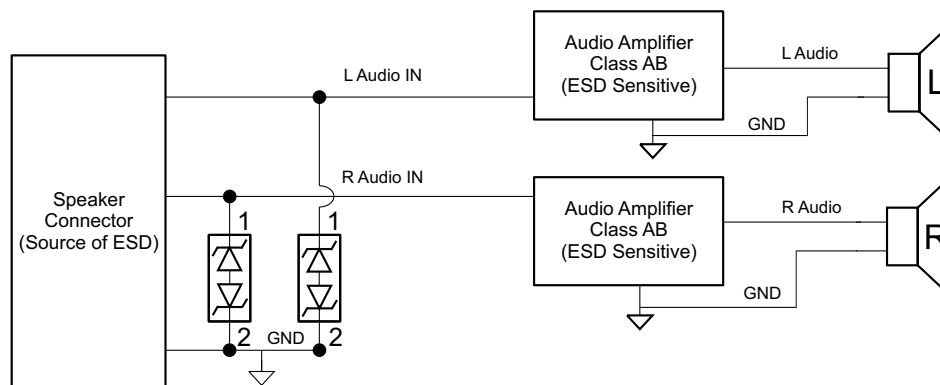 Speaker
Connector
(Source of ESD)
L Audio IN
R Audio IN
1
1
2
2
GND
Audio Amplifier
Class AB
(ESD Sensitive)
L Audio
GND
L
Audio Amplifier
Class AB
(ESD Sensitive)
R Audio
GND
R